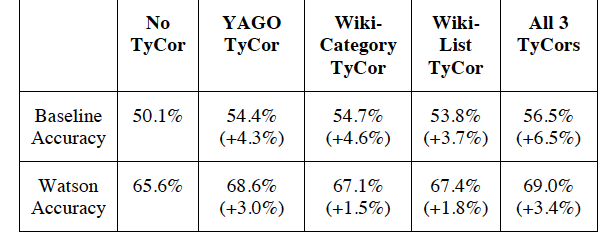 No TyCor YAGO TyCor Wiki-Category TyCor Wiki-List TyCor All 3 TyCors
Baseline Accuracy 50.1% 54.4% (+4.3%) 54.7% (+4.6%) 53.8% (+3.7%) 56.5% (+6.5%)
Watson Accuracy 65.6% 68.6% (+3.0%) 67.1% (+1.5%) 67.4% (+1.8%) 69.0% (+3.4%)